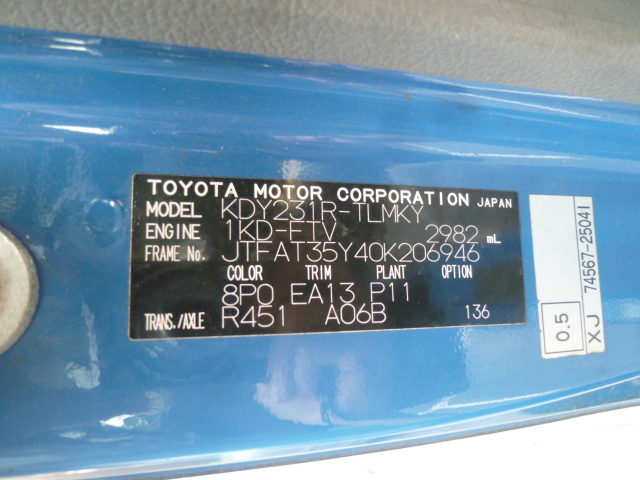 TOYOTA MOTOR CORPORATION JAPAN
MODEL KDY231R-TLMKY
ENGINE 1KD-FTV 2982 mL
FRAME No. JTFAT35Y40K206946
COLOR TRIM PLANT OPTION
8P0 EA13 P11
TRANS./AXLE R451 A06B 136
74567-25041
0.5 XJ